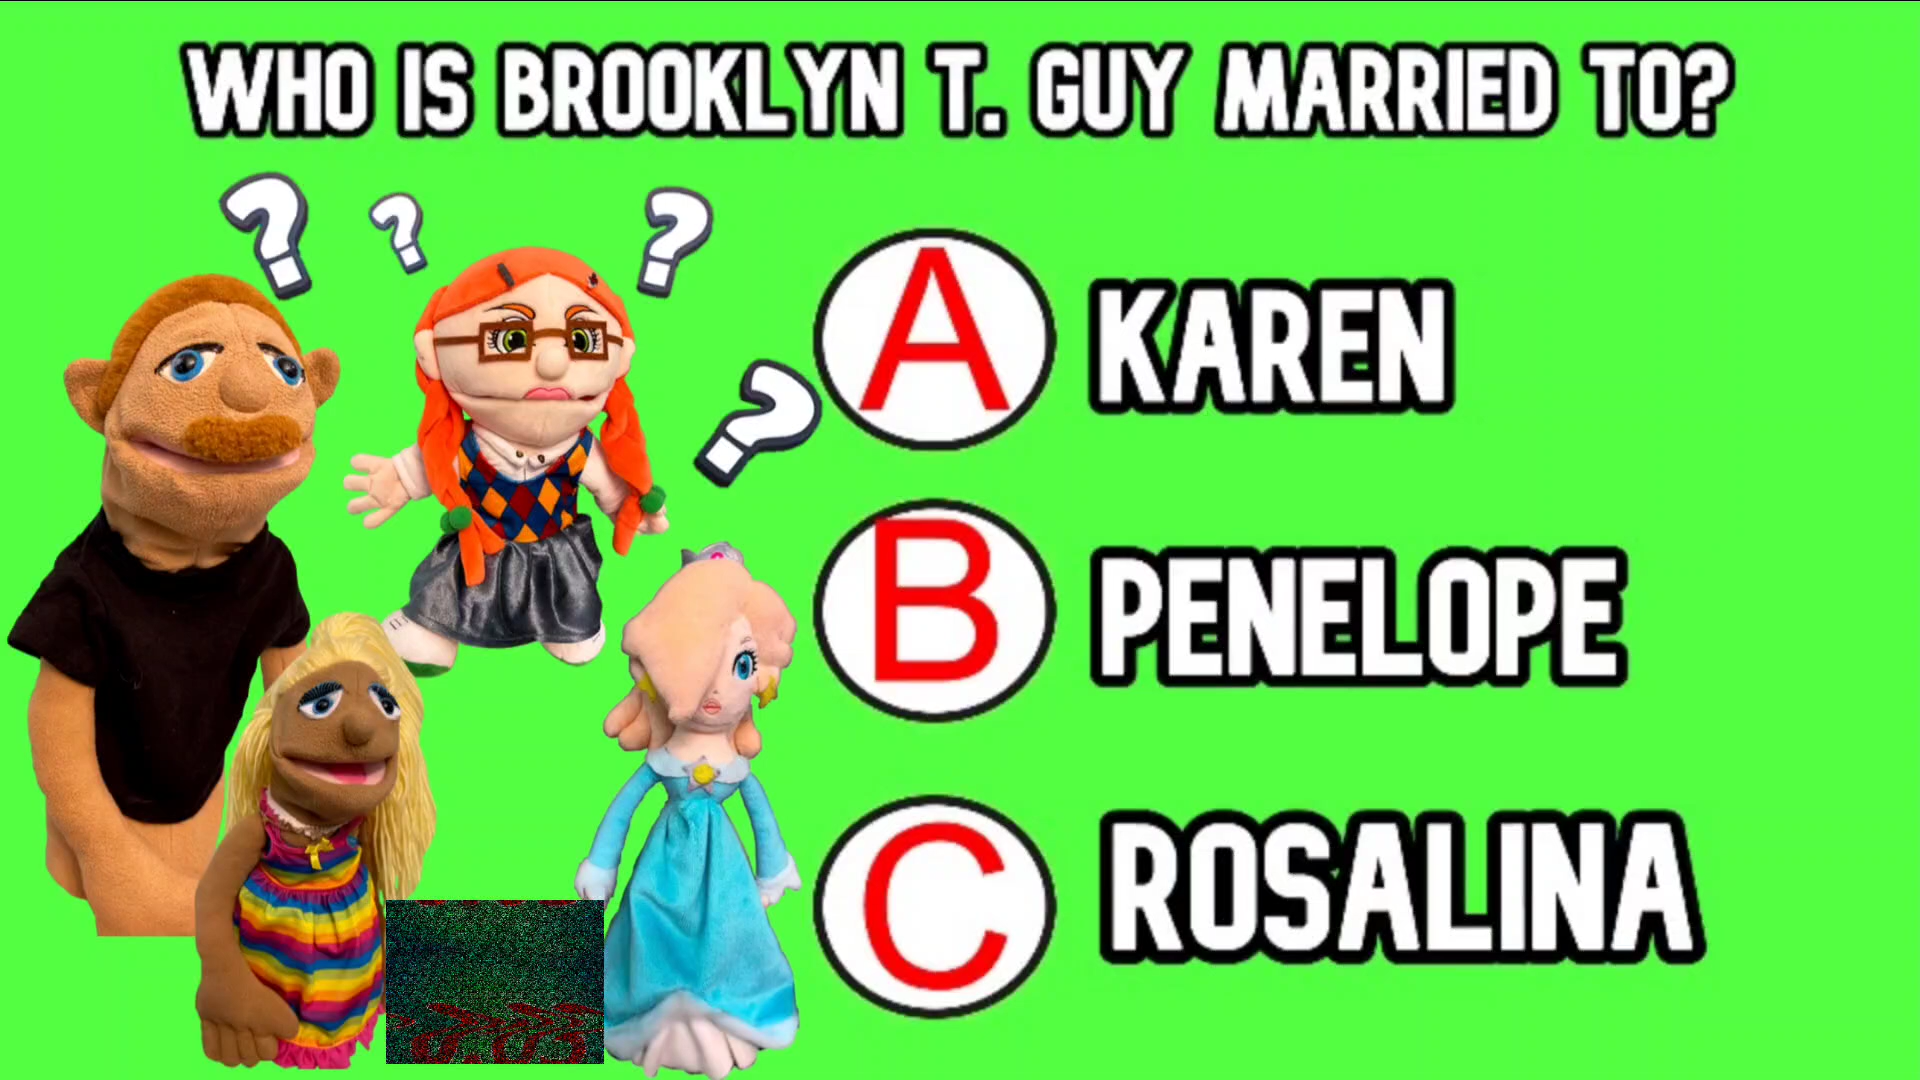 WHO IS BROOKLYN T. GUY MARRIED TO?
A KAREN
B PENELOPE
C ROSALINA